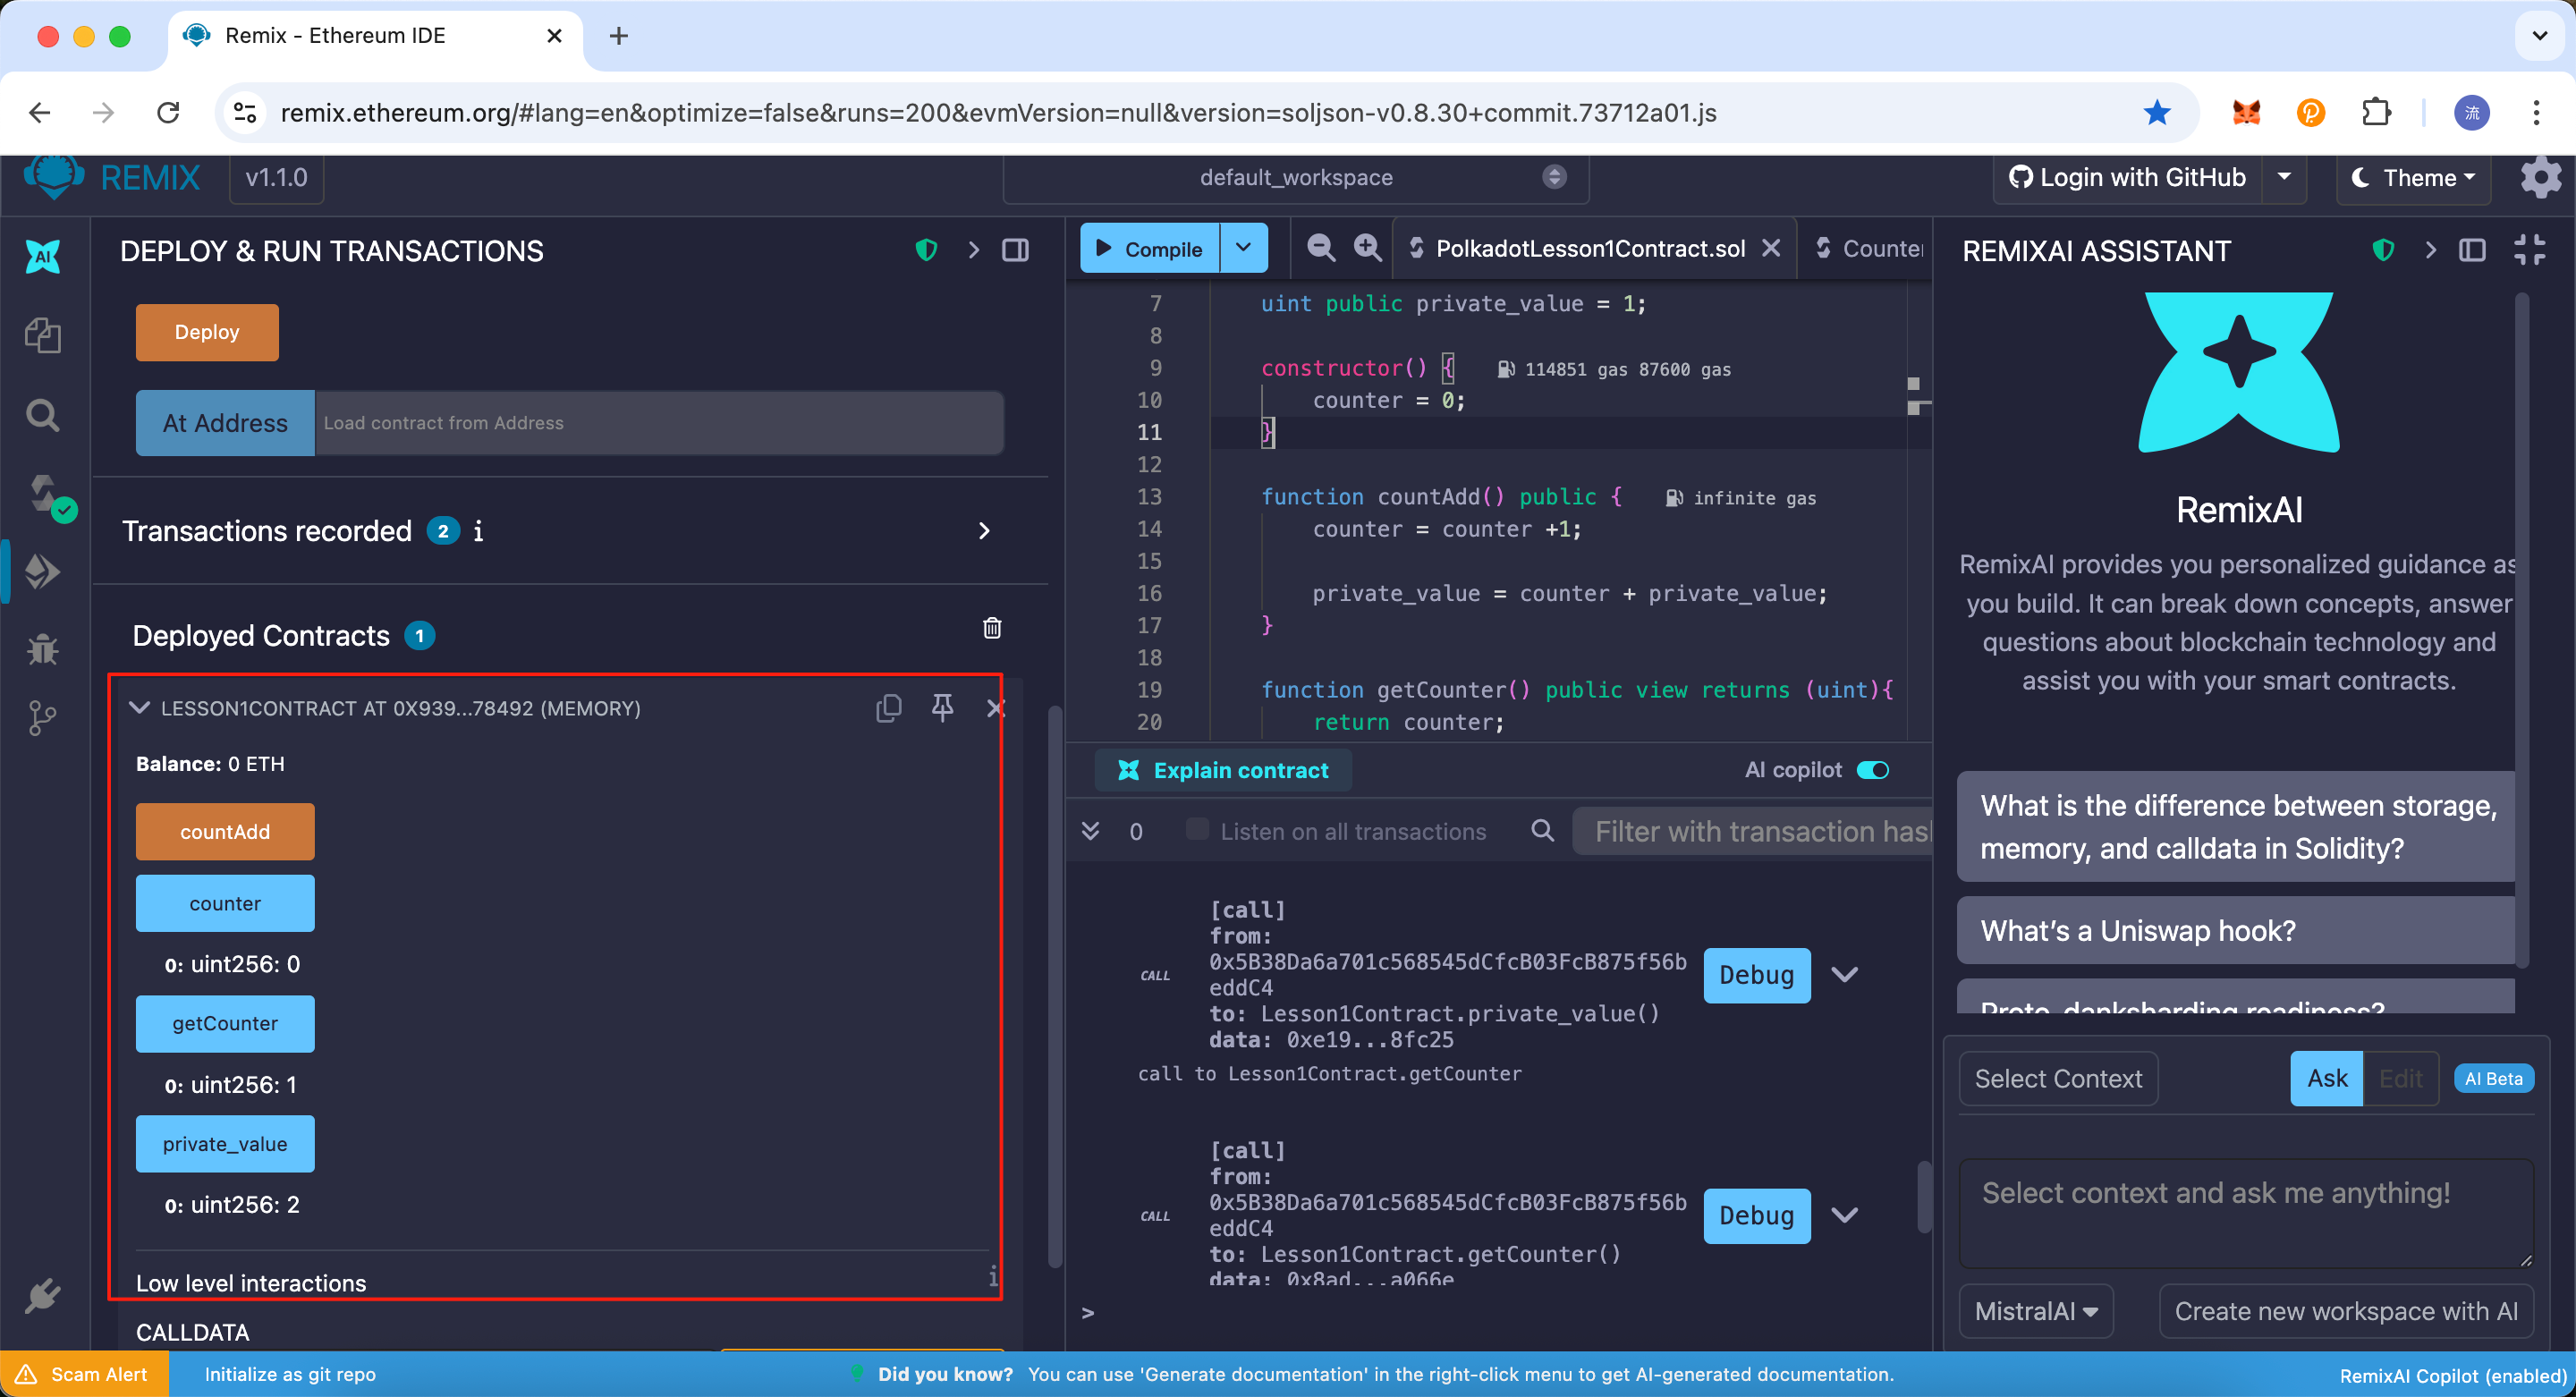 Remix - Ethereum IDE
remix.ethereum.org/#lang=en&optimize=false&runs=200&evmVersion=null&version=soljson-v0.8.30+commit.73712a01.js
流
REMIX
v1.1.0
default_workspace
Login with GitHub
Theme
AI
DEPLOY & RUN TRANSACTIONS
Deploy
At Address
Load contract from Address
Transactions recorded 2 i
Deployed Contracts 1
LESSON1CONTRACT AT 0X939...78492 (MEMORY)
Balance: 0 ETH
countAdd
counter
0: uint256: 0
getCounter
0: uint256: 1
private_value
0: uint256: 2
Low level interactions
i
CALLDATA
Compile
PolkadotLesson1Contract.sol
Counter
7 uint public private_value = 1;
8
9 constructor() { 114851 gas 87600 gas
10 counter = 0;
11 }
12
13 function countAdd() public { infinite gas
14 counter = counter +1;
15
16 private_value = counter + private_value;
17 }
18
19 function getCounter() public view returns (uint){
20 return counter;
Explain contract
AI copilot
0
Listen on all transactions
Filter with transaction hash
[call]
from:
0x5B38Da6a701c568545dCfcB03FcB875f56b
CALL
eddC4
to: Lesson1Contract.private_value()
data: 0xe19...8fc25
Debug
call to Lesson1Contract.getCounter
[call]
from:
0x5B38Da6a701c568545dCfcB03FcB875f56b
CALL
eddC4
to: Lesson1Contract.getCounter()
data: 0x8ad...a066e
Debug
>
REMIXAI ASSISTANT
RemixAI
RemixAI provides you personalized guidance as
you build. It can break down concepts, answer
questions about blockchain technology and
assist you with your smart contracts.
What is the difference between storage,
memory, and calldata in Solidity?
What's a Uniswap hook?
Proto-danksharding readiness?
Select Context
Ask
Edit
AI Beta
Select context and ask me anything!
MistralAI
Create new workspace with AI
Scam Alert
Initialize as git repo
Did you know? You can use 'Generate documentation' in the right-click menu to get AI-generated documentation.
RemixAI Copilot (enabled)